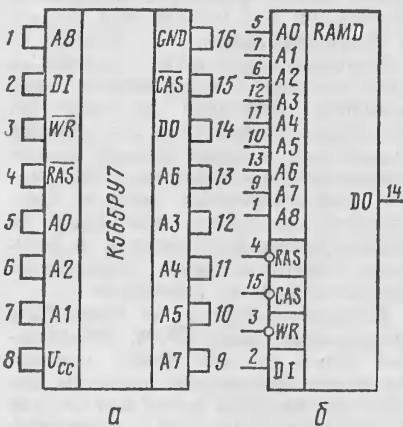 1 A8 GND 16
2 DI CAS 15
3 WR DO 14
4 RAS A6 13
5 A0 A3 12
6 A2 A4 11
7 A1 A5 10
8 Ucc A7 9
К565РУ7
а
RAMD
5 A0
7 A1
6 A2
12 A3
11 A4
10 A5
13 A6
9 A7
1 A8
DO 14
4 RAS
15 CAS
3 WR
2 DI
б